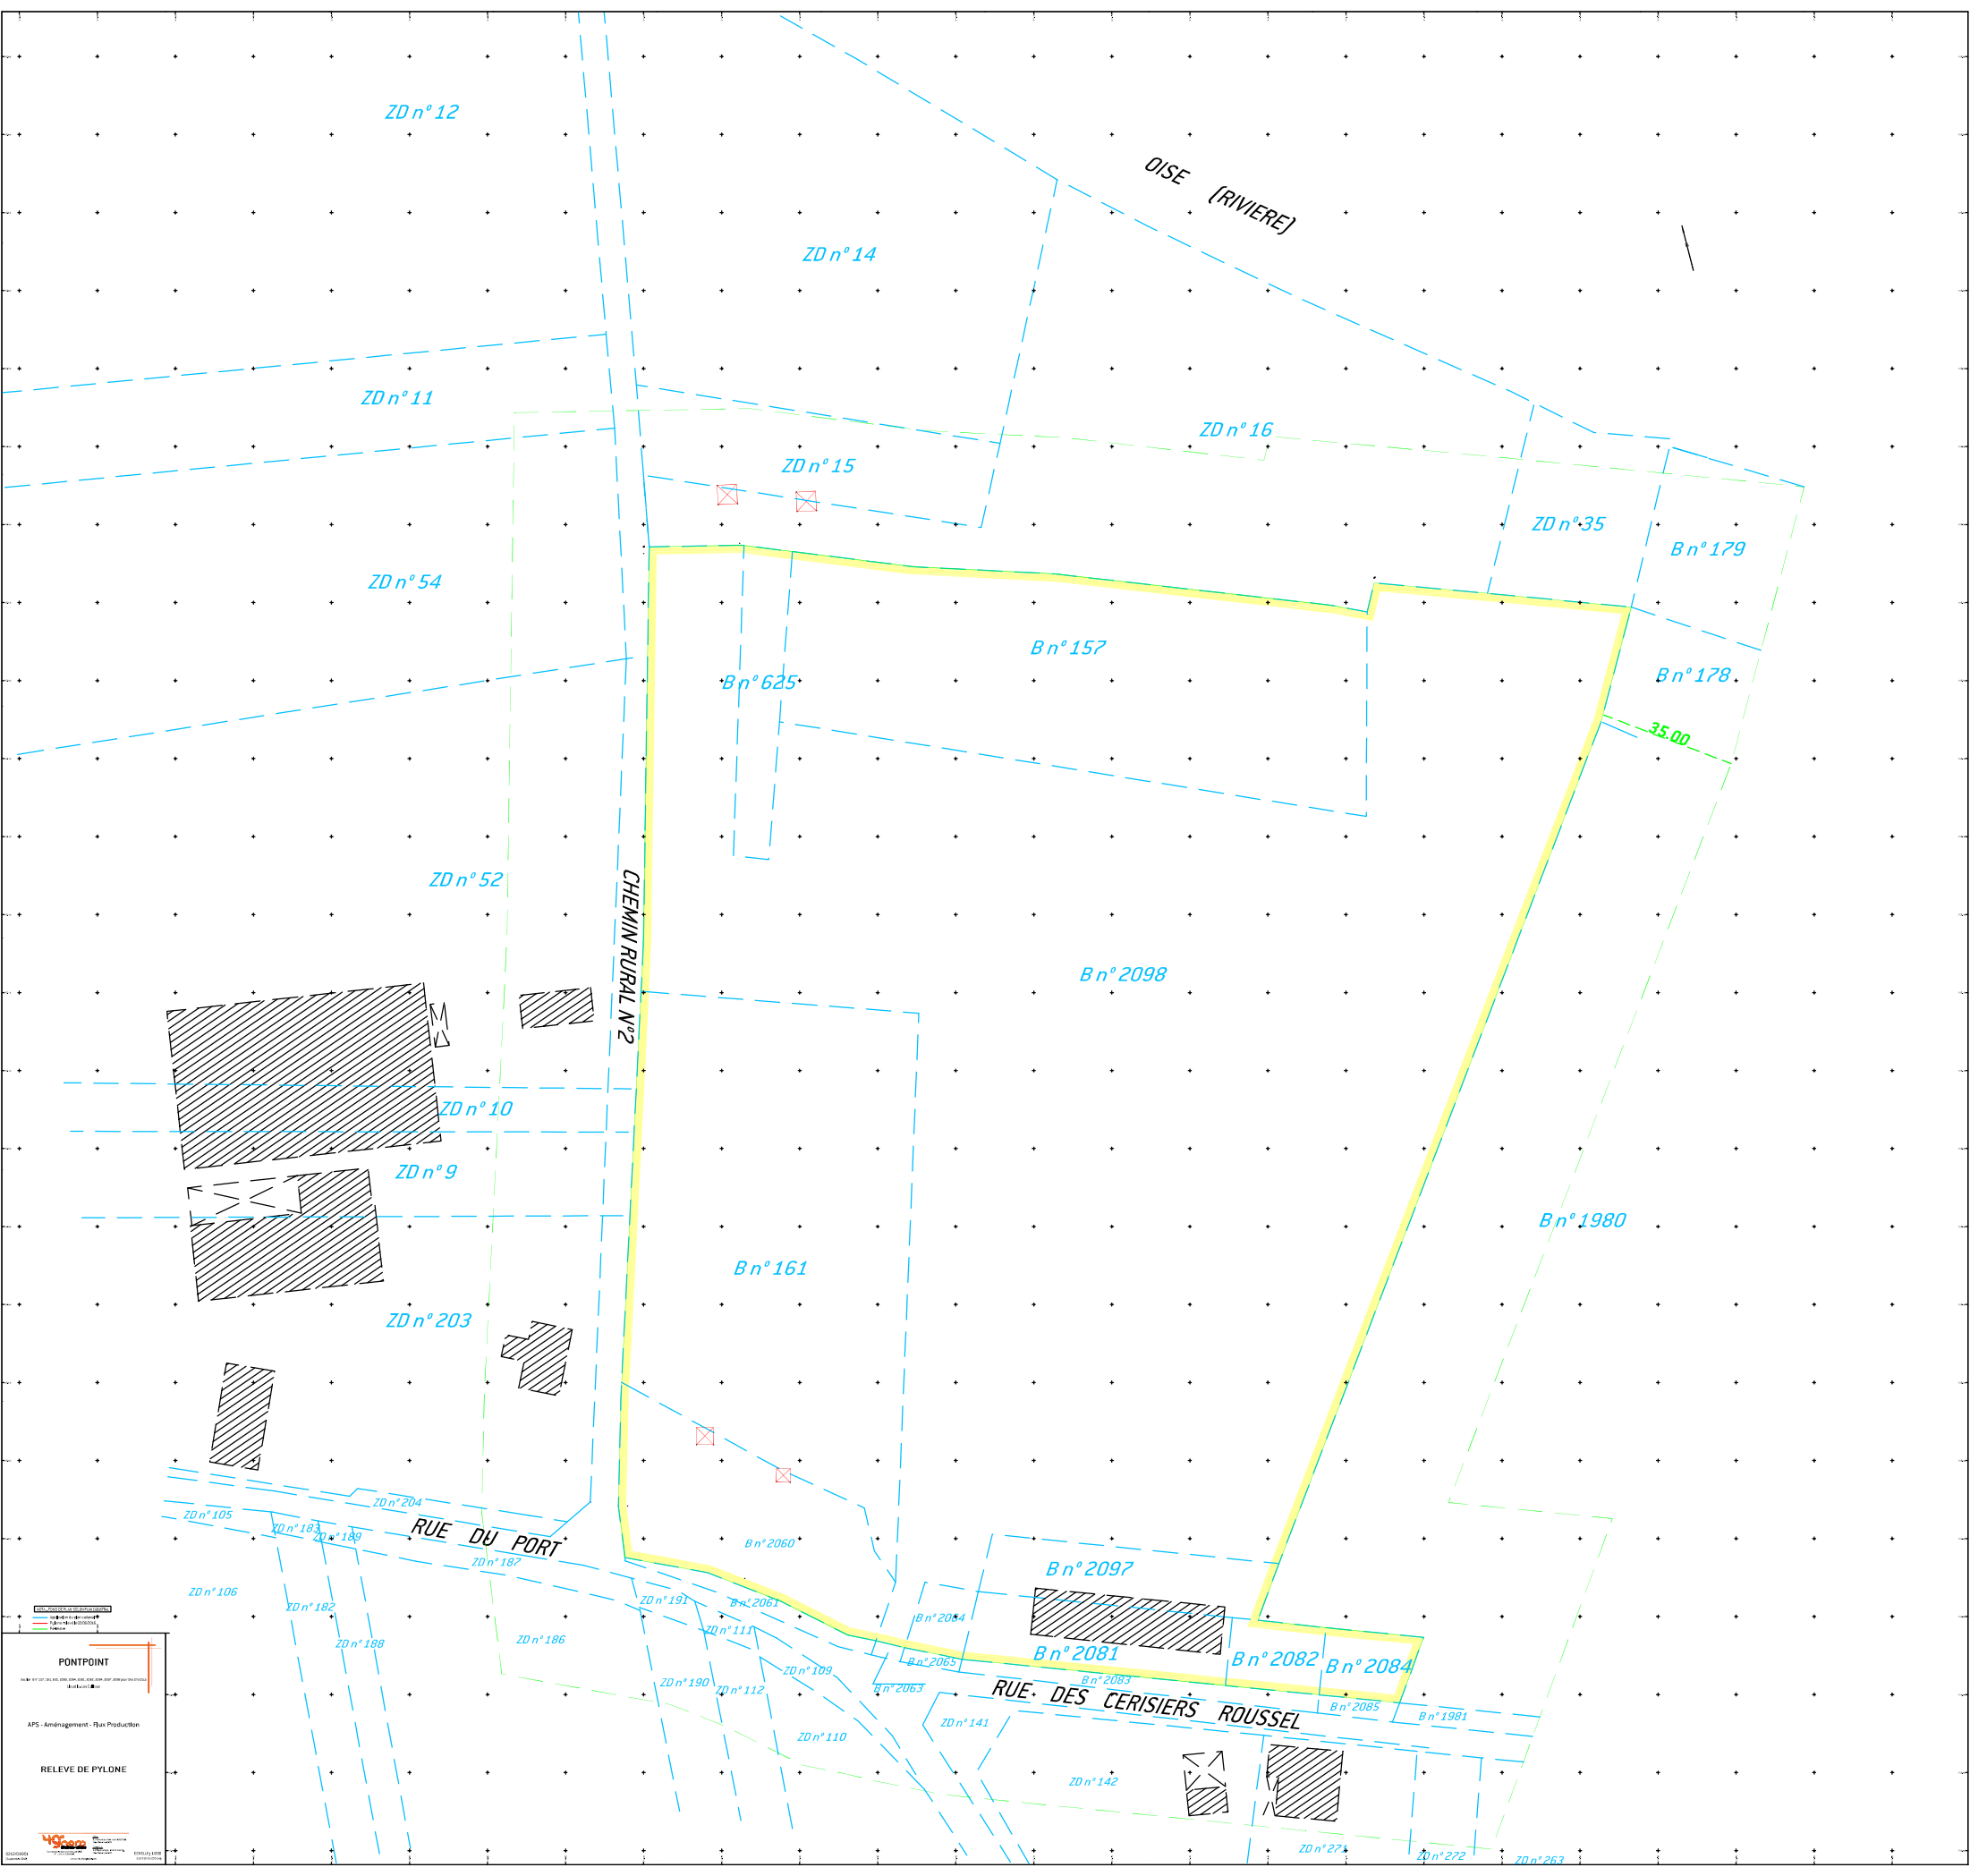 ZD n° 12
OISE (RIVIERE)
ZD n° 14
ZD n° 11
ZD n° 16
ZD n° 15
ZD n° 35
B n° 179
ZD n° 54
B n° 157
B n° 625
B n° 178
35.00
ZD n° 52
CHEMIN RURAL N°2
B n° 2098
ZD n° 10
ZD n° 9
B n° 1980
B n° 161
ZD n° 203
ZD n° 204
ZD n° 105
ZD n° 183
ZD n° 189
RUE DU PORT
ZD n° 187
B n° 2060
B n° 2097
ZD n° 106
ZD n° 182
ZD n° 191
B n° 2061
B n° 2064
ZD n° 188
ZD n° 186
ZD n° 111
B n° 2081
B n° 2082
B n° 2084
B n° 2065
ZD n° 109
ZD n° 190
ZD n° 112
B n° 2063
B n° 2083
RUE DES CERISIERS ROUSSEL
B n° 2085
B n° 1981
ZD n° 141
ZD n° 110
ZD n° 142
ZD n° 271
ZD n° 272
ZD n° 263
PONTPOINT
APS - Aménagement - Flux Production
RELEVE DE PYLONE